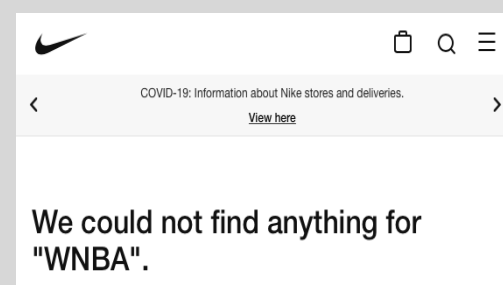 COVID-19: Information about Nike stores and deliveries.
View here
We could not find anything for
"WNBA".